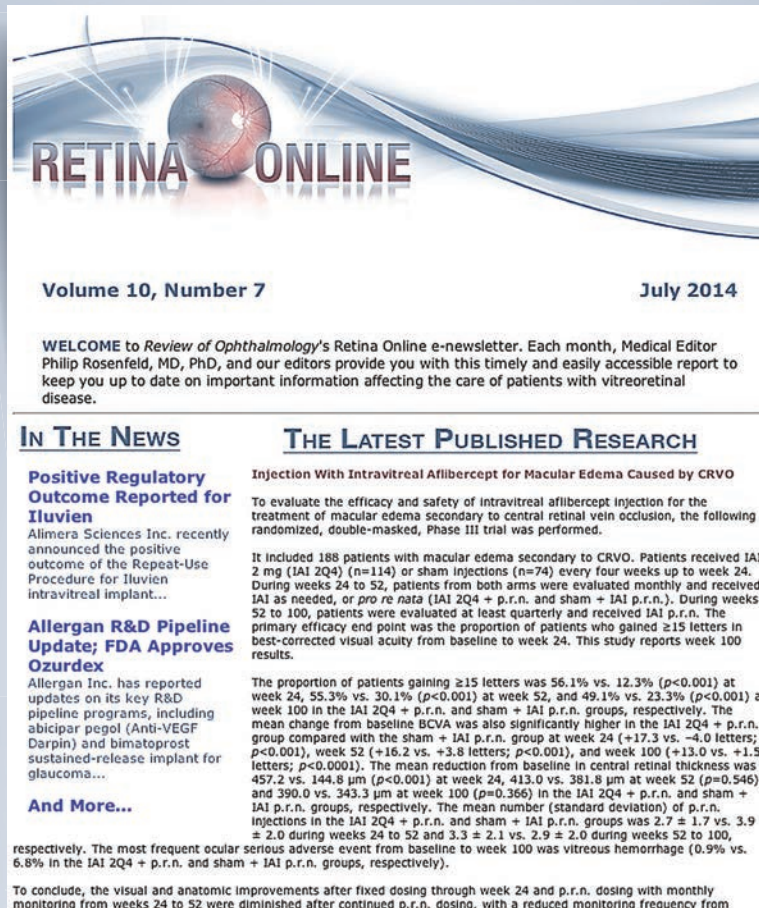 RETINA ONLINE
Volume 10, Number 7
July 2014
WELCOME to Review of Ophthalmology's Retina Online e-newsletter. Each month, Medical Editor
Philip Rosenfeld, MD, PhD, and our editors provide you with this timely and easily accessible report to
keep you up to date on important information affecting the care of patients with vitreoretinal
disease.
IN THE NEWS
Positive Regulatory
Outcome Reported for
Iluvien
Alimera Sciences Inc. recently
announced the positive
outcome of the Repeat-Use
Procedure for Iluvien
intravitreal implant...
Allergan R&D Pipeline
Update; FDA Approves
Ozurdex
Allergan Inc. has reported
updates on its key R&D
pipeline programs, including
abicipar pegol (Anti-VEGF
Darpin) and bimatoprost
sustained-release implant for
glaucoma...
And More...
THE LATEST PUBLISHED RESEARCH
Injection With Intravitreal Aflibercept for Macular Edema Caused by CRVO
To evaluate the efficacy and safety of intravitreal aflibercept injection for the
treatment of macular edema secondary to central retinal vein occlusion, the following
randomized, double-masked, Phase III trial was performed.
It included 188 patients with macular edema secondary to CRVO. Patients received IAI
2 mg (IAI 2Q4) (n=114) or sham injections (n=74) every four weeks up to week 24.
During weeks 24 to 52, patients from both arms were evaluated monthly and received
IAI as needed, or pro re nata (IAI 2Q4 + p.r.n. and sham + IAI p.r.n.). During weeks
52 to 100, patients were evaluated at least quarterly and received IAI p.r.n. The
primary efficacy end point was the proportion of patients who gained ≥15 letters in
best-corrected visual acuity from baseline to week 24. This study reports week 100
results.
The proportion of patients gaining ≥15 letters was 56.1% vs. 12.3% (p<0.001) at
week 24, 55.3% vs. 30.1% (p<0.001) at week 52, and 49.1% vs. 23.3% (p<0.001) a
week 100 in the IAI 2Q4 + p.r.n. and sham + IAI p.r.n. groups, respectively. The
mean change from baseline BCVA was also significantly higher in the IAI 2Q4 + p.r.n.
group compared with the sham + IAI p.r.n. group at week 24 (+17.3 vs. -4.0 letters;
p<0.001), week 52 (+16.2 vs. +3.8 letters; p<0.001), and week 100 (+13.0 vs. +1.5
letters; p<0.0001). The mean reduction from baseline in central retinal thickness was
457.2 vs. 144.8 µm (p<0.001) at week 24, 413.0 vs. 381.8 µm at week 52 (p=0.546)
and 390.0 vs. 343.3 µm at week 100 (p=0.366) in the IAI 2Q4 + p.r.n. and sham +
IAI p.r.n. groups, respectively. The mean number (standard deviation) of p.r.n.
injections in the IAI 2Q4 + p.r.n. and sham + IAI p.r.n. groups was 2.7 ± 1.7 vs. 3.9
± 2.0 during weeks 24 to 52 and 3.3 ± 2.1 vs. 2.9 ± 2.0 during weeks 52 to 100,
respectively. The most frequent ocular serious adverse event from baseline to week 100 was vitreous hemorrhage (0.9% vs.
6.8% in the IAI 2Q4 + p.r.n. and sham + IAI p.r.n. groups, respectively).
To conclude, the visual and anatomic improvements after fixed dosing through week 24 and p.r.n. dosing with monthly
monitoring from weeks 24 to 52 were diminished after continued p.r.n. dosing, with a reduced monitoring frequency from